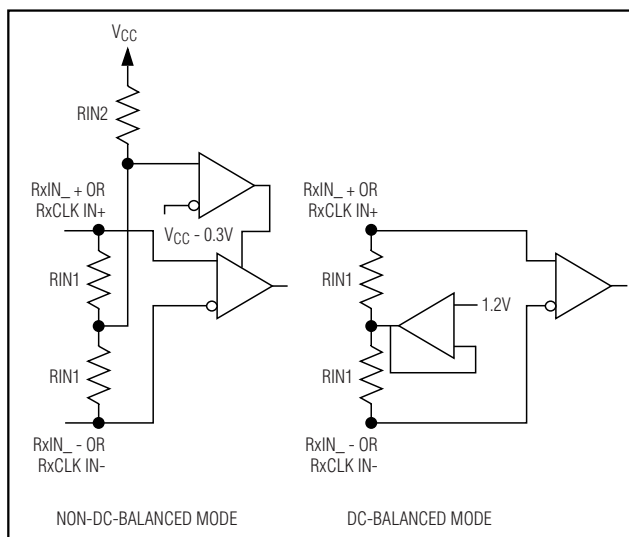 VCC
RIN2
RxIN_ + OR
RxCLK IN+
VCC - 0.3V
RIN1
RIN1
RxIN_ - OR
RxCLK IN-
NON-DC-BALANCED MODE
RxIN_ + OR
RxCLK IN+
RIN1
1.2V
RIN1
RxIN_ - OR
RxCLK IN-
DC-BALANCED MODE